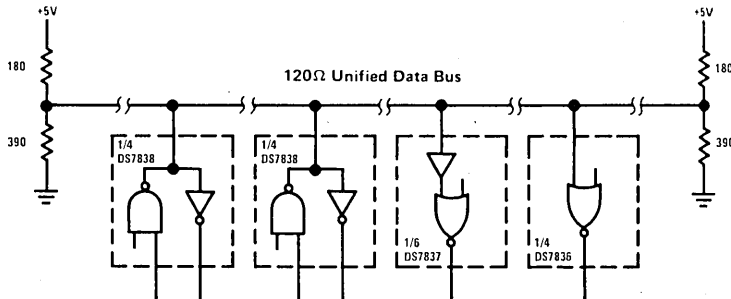 +5V
+5V
180
180
120Ω Unified Data Bus
390
390
1/4
DS7838
1/4
DS7838
1/6
DS7837
1/4
DS7836